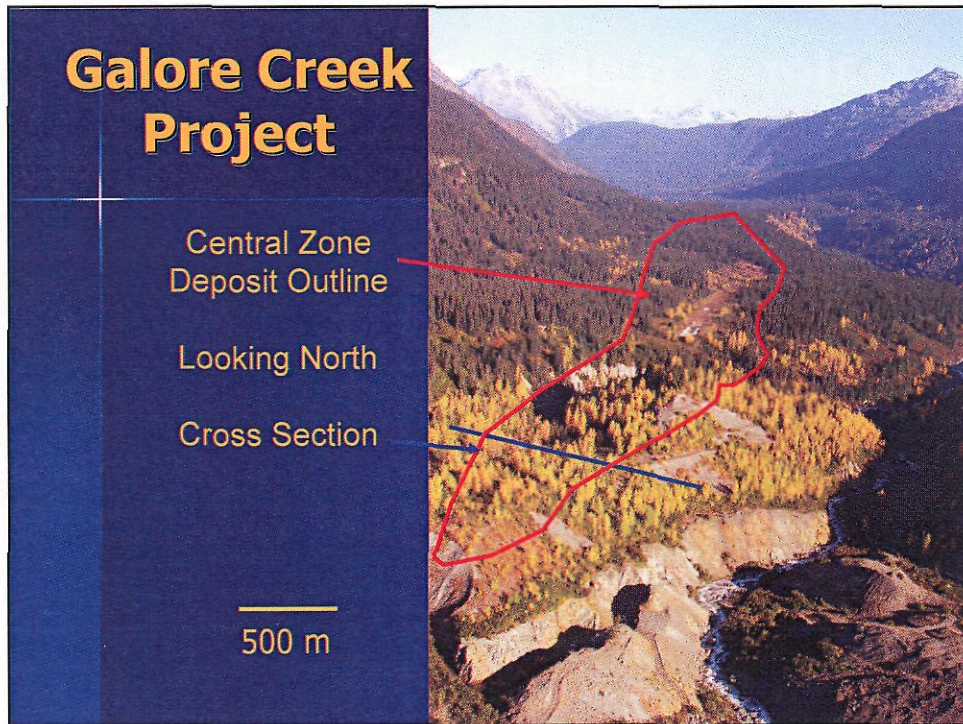 Galore Creek
Project
Central Zone
Deposit Outline
Looking North
Cross Section
500 m